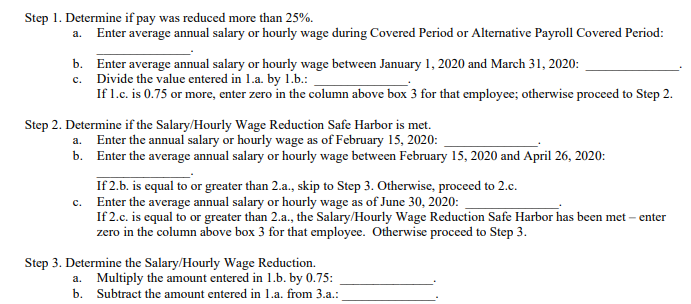 Step 1. Determine if pay was reduced more than 25%.
a. Enter average annual salary or hourly wage during Covered Period or Alternative Payroll Covered Period:
____________.
b. Enter average annual salary or hourly wage between January 1, 2020 and March 31, 2020: ____________.
c. Divide the value entered in 1.a. by 1.b.: ____________.
If 1.c. is 0.75 or more, enter zero in the column above box 3 for that employee; otherwise proceed to Step 2.
Step 2. Determine if the Salary/Hourly Wage Reduction Safe Harbor is met.
a. Enter the annual salary or hourly wage as of February 15, 2020: ____________.
b. Enter the average annual salary or hourly wage between February 15, 2020 and April 26, 2020:
____________.
If 2.b. is equal to or greater than 2.a., skip to Step 3. Otherwise, proceed to 2.c.
c. Enter the average annual salary or hourly wage as of June 30, 2020: ____________.
If 2.c. is equal to or greater than 2.a., the Salary/Hourly Wage Reduction Safe Harbor has been met – enter
zero in the column above box 3 for that employee. Otherwise proceed to Step 3.
Step 3. Determine the Salary/Hourly Wage Reduction.
a. Multiply the amount entered in 1.b. by 0.75: ____________.
b. Subtract the amount entered in 1.a. from 3.a.: ____________.